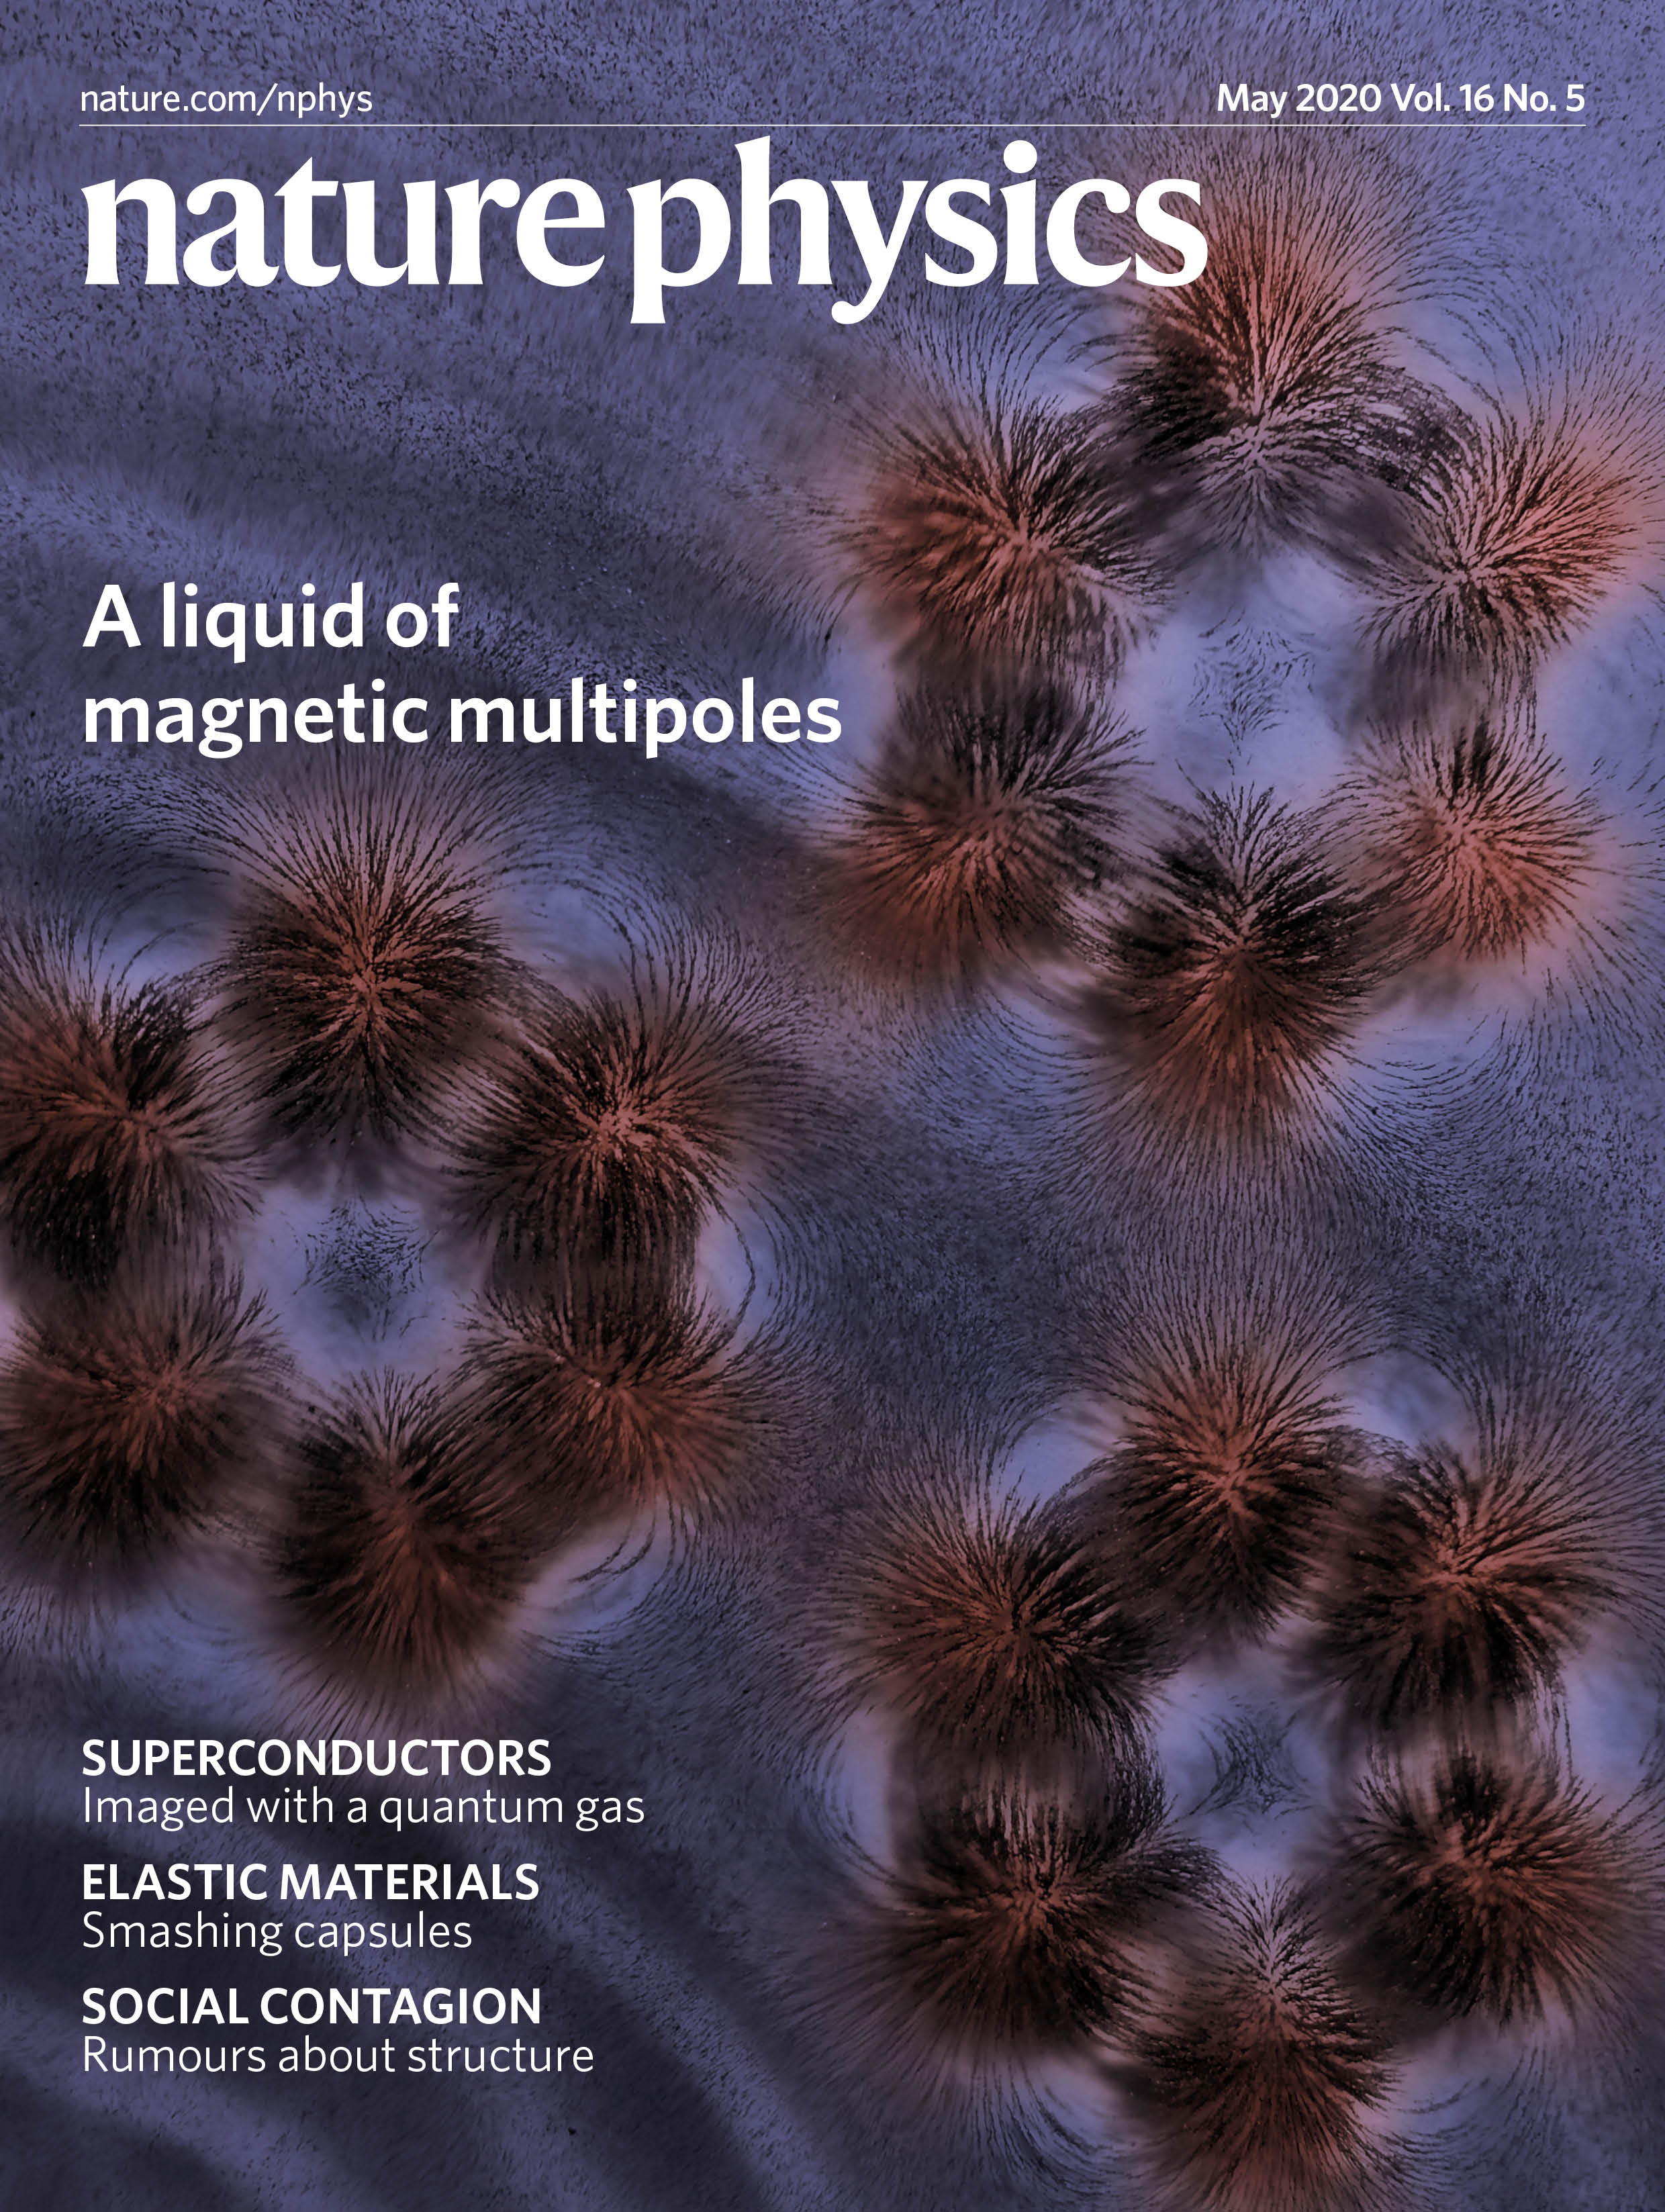 nature.com/nphys
May 2020 Vol. 16 No. 5
nature physics
A liquid of
magnetic multipoles
SUPERCONDUCTORS
Imaged with a quantum gas
ELASTIC MATERIALS
Smashing capsules
SOCIAL CONTAGION
Rumours about structure